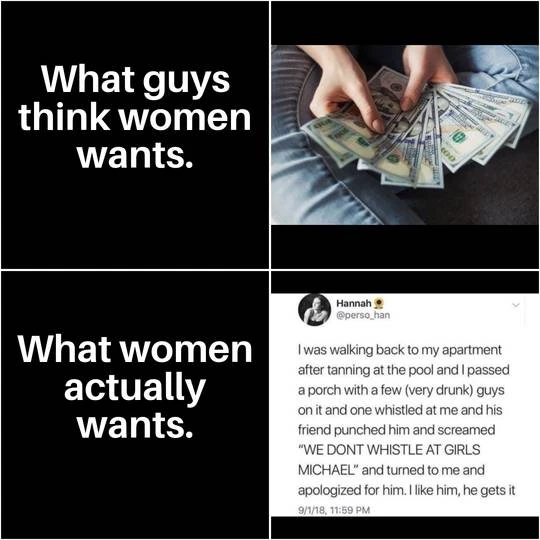 What guys
think women
wants.
What women
actually
wants.
Hannah 🌻
@perso_han
I was walking back to my apartment
after tanning at the pool and I passed
a porch with a few (very drunk) guys
on it and one whistled at me and his
friend punched him and screamed
“WE DONT WHISTLE AT GIRLS
MICHAEL” and turned to me and
apologized for him. I like him, he gets it
9/1/18, 11:59 PM